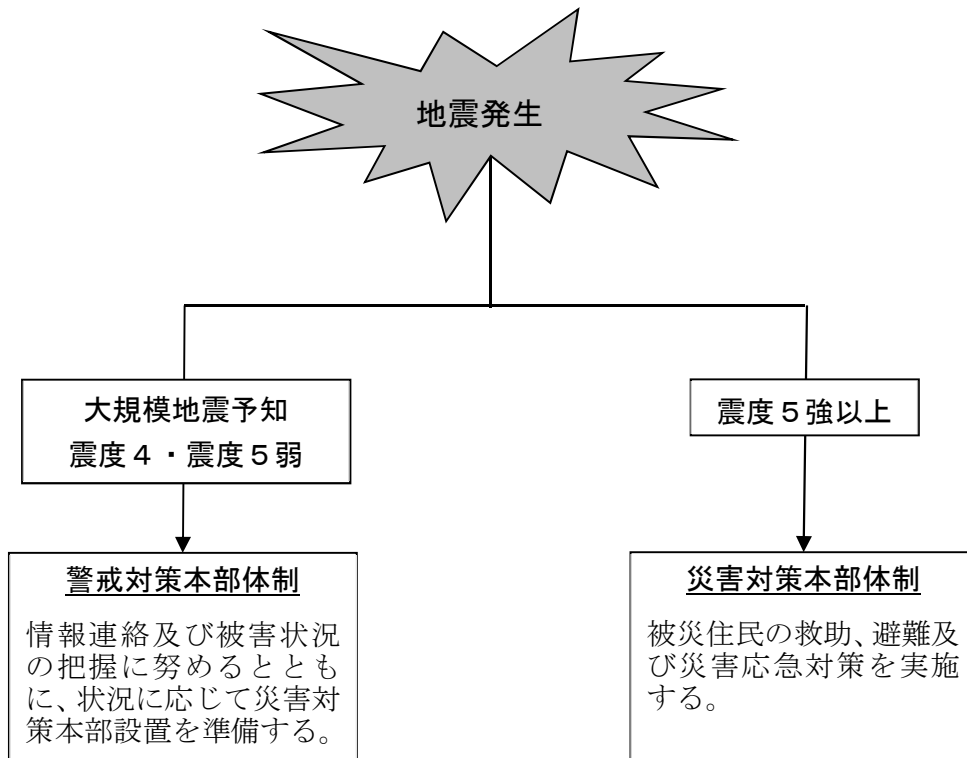 地震発生
大規模地震予知
震度４・震度５弱
震度５強以上
警戒対策本部体制
情報連絡及び被害状況
の把握に努めるととも
に、状況に応じて災害対
策本部設置を準備する。
災害対策本部体制
被災住民の救助、避難及
び災害応急対策を実施
する。